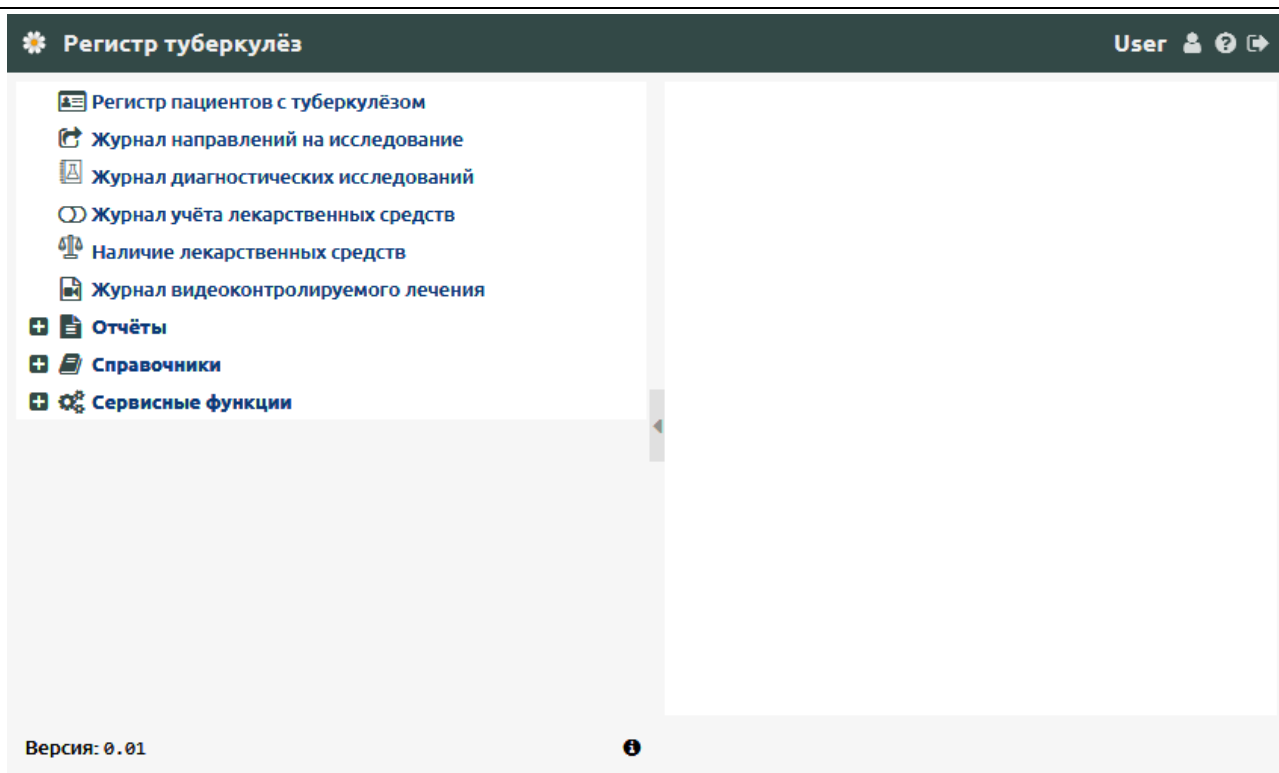 Регистр туберкулёз User
Регистр пациентов с туберкулёзом
Журнал направлений на исследование
Журнал диагностических исследований
Журнал учёта лекарственных средств
Наличие лекарственных средств
Журнал видеоконтролируемого лечения
Отчёты
Справочники
Сервисные функции
Версия: 0.01